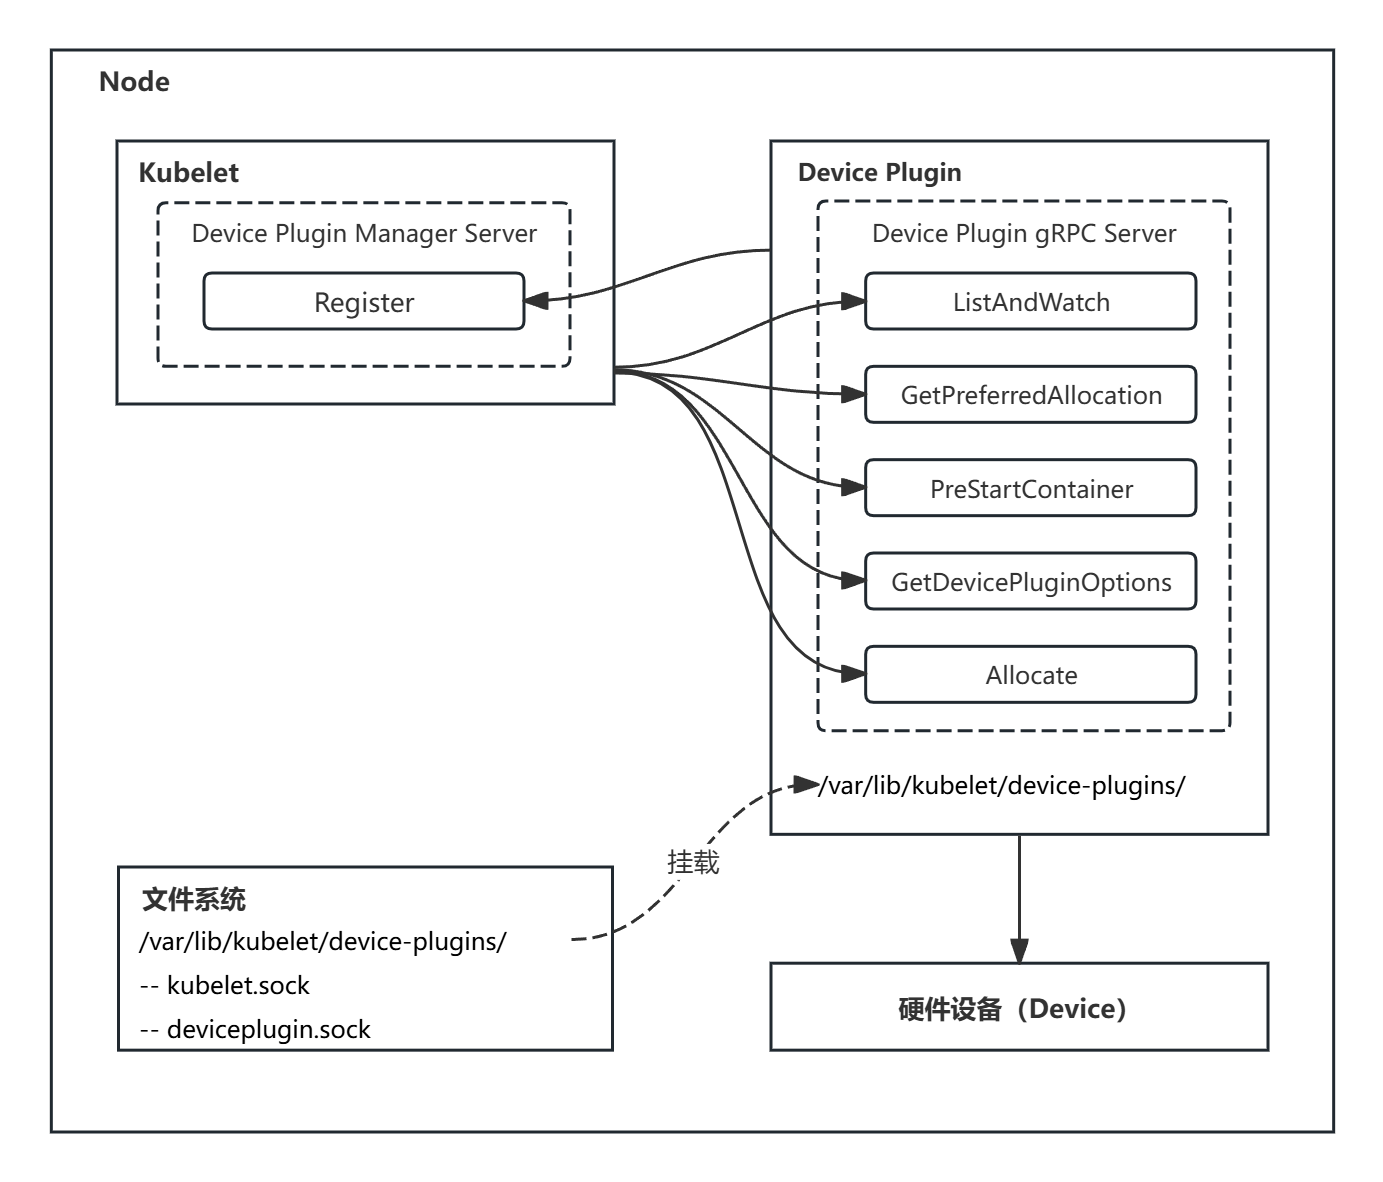 Node
Kubelet
Device Plugin Manager Server
Register
Device Plugin
Device Plugin gRPC Server
ListAndWatch
GetPreferredAllocation
PreStartContainer
GetDevicePluginOptions
Allocate
/var/lib/kubelet/device-plugins/
挂载
文件系统
/var/lib/kubelet/device-plugins/
-- kubelet.sock
-- deviceplugin.sock
硬件设备（Device）